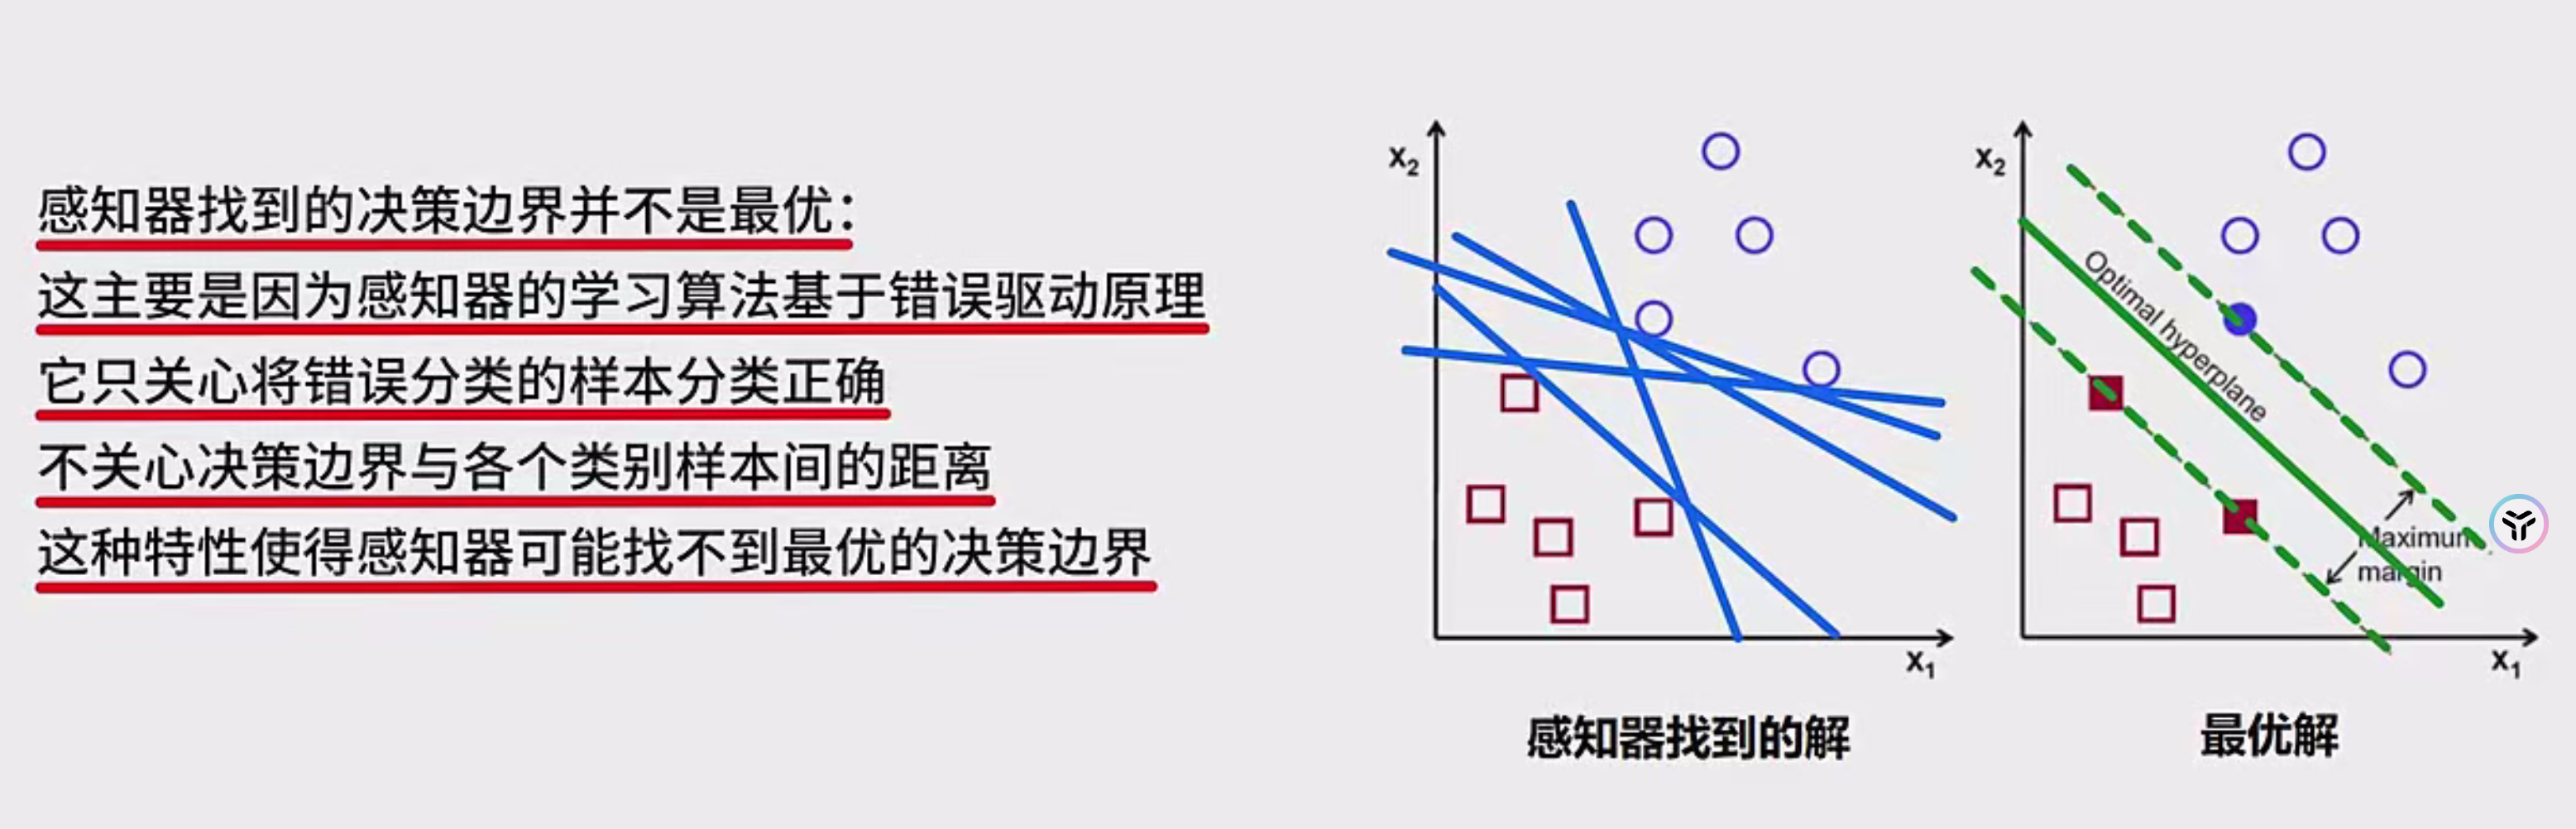 感知器找到的决策边界并不是最优：
这主要是因为感知器的学习算法基于错误驱动原理
它只关心将错误分类的样本分类正确
不关心决策边界与各个类别样本间的距离
这种特性使得感知器可能找不到最优的决策边界
x₂
x₁
感知器找到的解
x₂
Optimal hyperplane
Maximum
margin
x₁
最优解